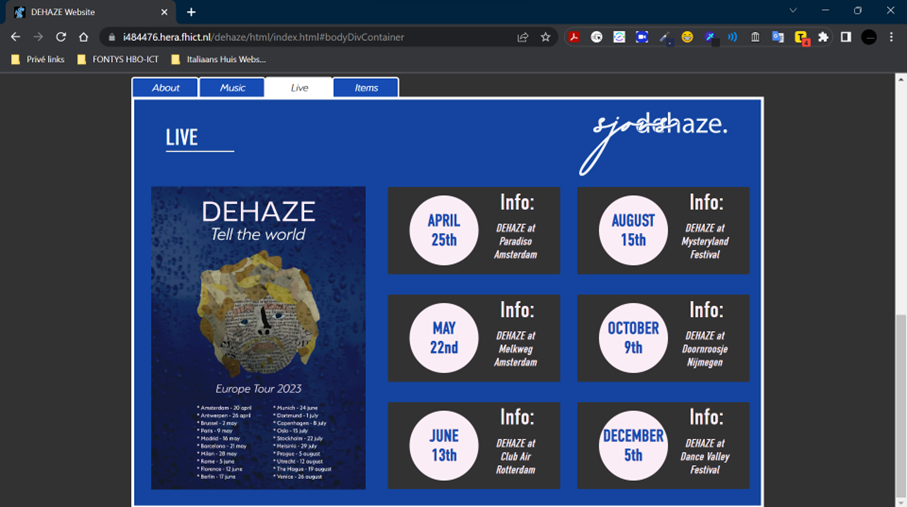 DEHAZE Website
i484476.hera.fhict.nl/dehaze/html/index.html#bodyDivContainer
Privé links
FONTYS HBO-ICT
Italiaans Huis Webs...
About
Music
Live
Items
LIVE
sjors
dehaze.
DEHAZE
Tell the world
Europe Tour 2023
* Amsterdam - 20 april
* Antwerpen - 26 april
* Brussel - 2 may
* Paris - 9 may
* Madrid - 16 may
* Barcelona - 21 may
* Milan - 28 may
* Rome - 5 june
* Florence - 12 june
* Berlin - 17 june
* Munich - 24 june
* Dortmund - 1 july
* Copenhagen - 8 july
* Oslo - 15 july
* Stockholm - 22 july
* Helsinki - 29 july
* Prague - 5 august
* Utrecht - 12 august
* The Hague - 19 august
* Venice - 26 august
APRIL
25th
Info:
DEHAZE at
Paradiso
Amsterdam
AUGUST
15th
Info:
DEHAZE at
Mysteryland
Festival
MAY
22nd
Info:
DEHAZE at
Melkweg
Amsterdam
OCTOBER
9th
Info:
DEHAZE at
Doornroosje
Nijmegen
JUNE
13th
Info:
DEHAZE at
Club Air
Rotterdam
DECEMBER
5th
Info:
DEHAZE at
Dance Valley
Festival